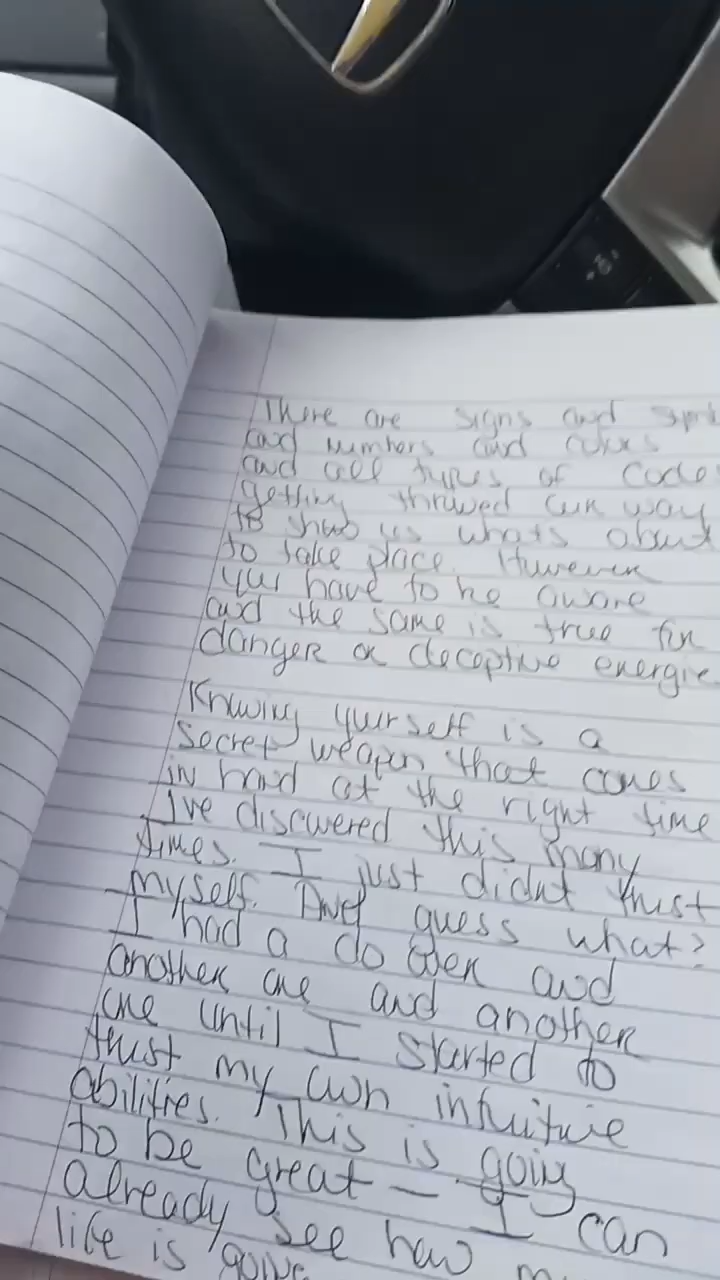 There are signs and symb
and numbers and colors
and all types of code
getting throwed our way
to show us whats about
to take place. However
you have to be aware
and the same is true for
danger or deceptive energie
Knowing yourself is a
secret weapon that comes
in hand at the right time
I've discovered this many
times. I just didnt trust
myself. And guess what?
I had a do over and
another one and another
one until I started to
trust my own intuitive
abilities. This is going
to be great — I can
already see how m
life is going